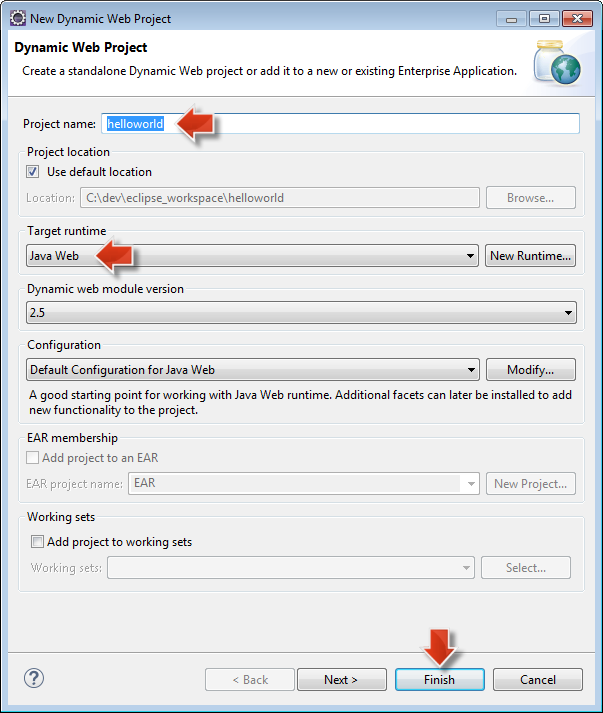 New Dynamic Web Project
Dynamic Web Project
Create a standalone Dynamic Web project or add it to a new or existing Enterprise Application.
Project name: helloworld
Project location
Use default location
Location: C:\dev\eclipse_workspace\helloworld Browse...
Target runtime
Java Web New Runtime...
Dynamic web module version
2.5
Configuration
Default Configuration for Java Web Modify...
A good starting point for working with Java Web runtime. Additional facets can later be installed to add
new functionality to the project.
EAR membership
Add project to an EAR
EAR project name: EAR New Project...
Working sets
Add project to working sets
Working sets: Select...
? < Back Next > Finish Cancel